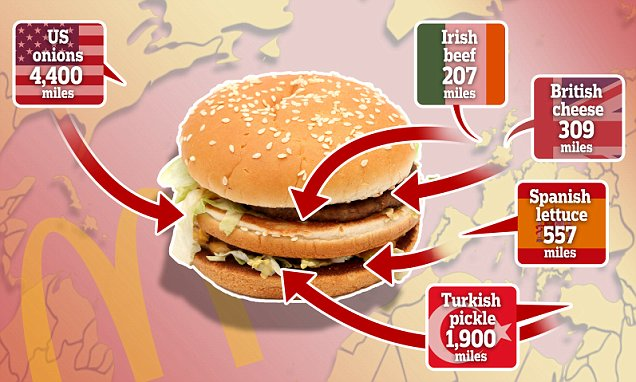 US
onions
4,400
miles
Irish
beef
207
miles
British
cheese
309
miles
Spanish
lettuce
557
miles
Turkish
pickle
1,900
miles